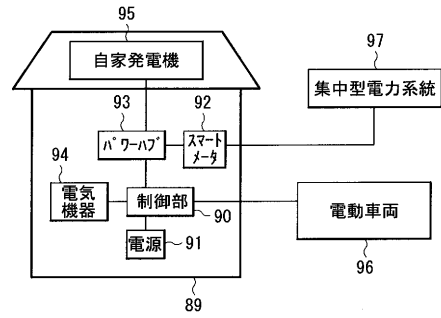 95
自家発電機
97
集中型電力系統
93
92
パワーハブ
スマート
メータ
94
電気
機器
制御部
90
電動車両
電源
91
96
89